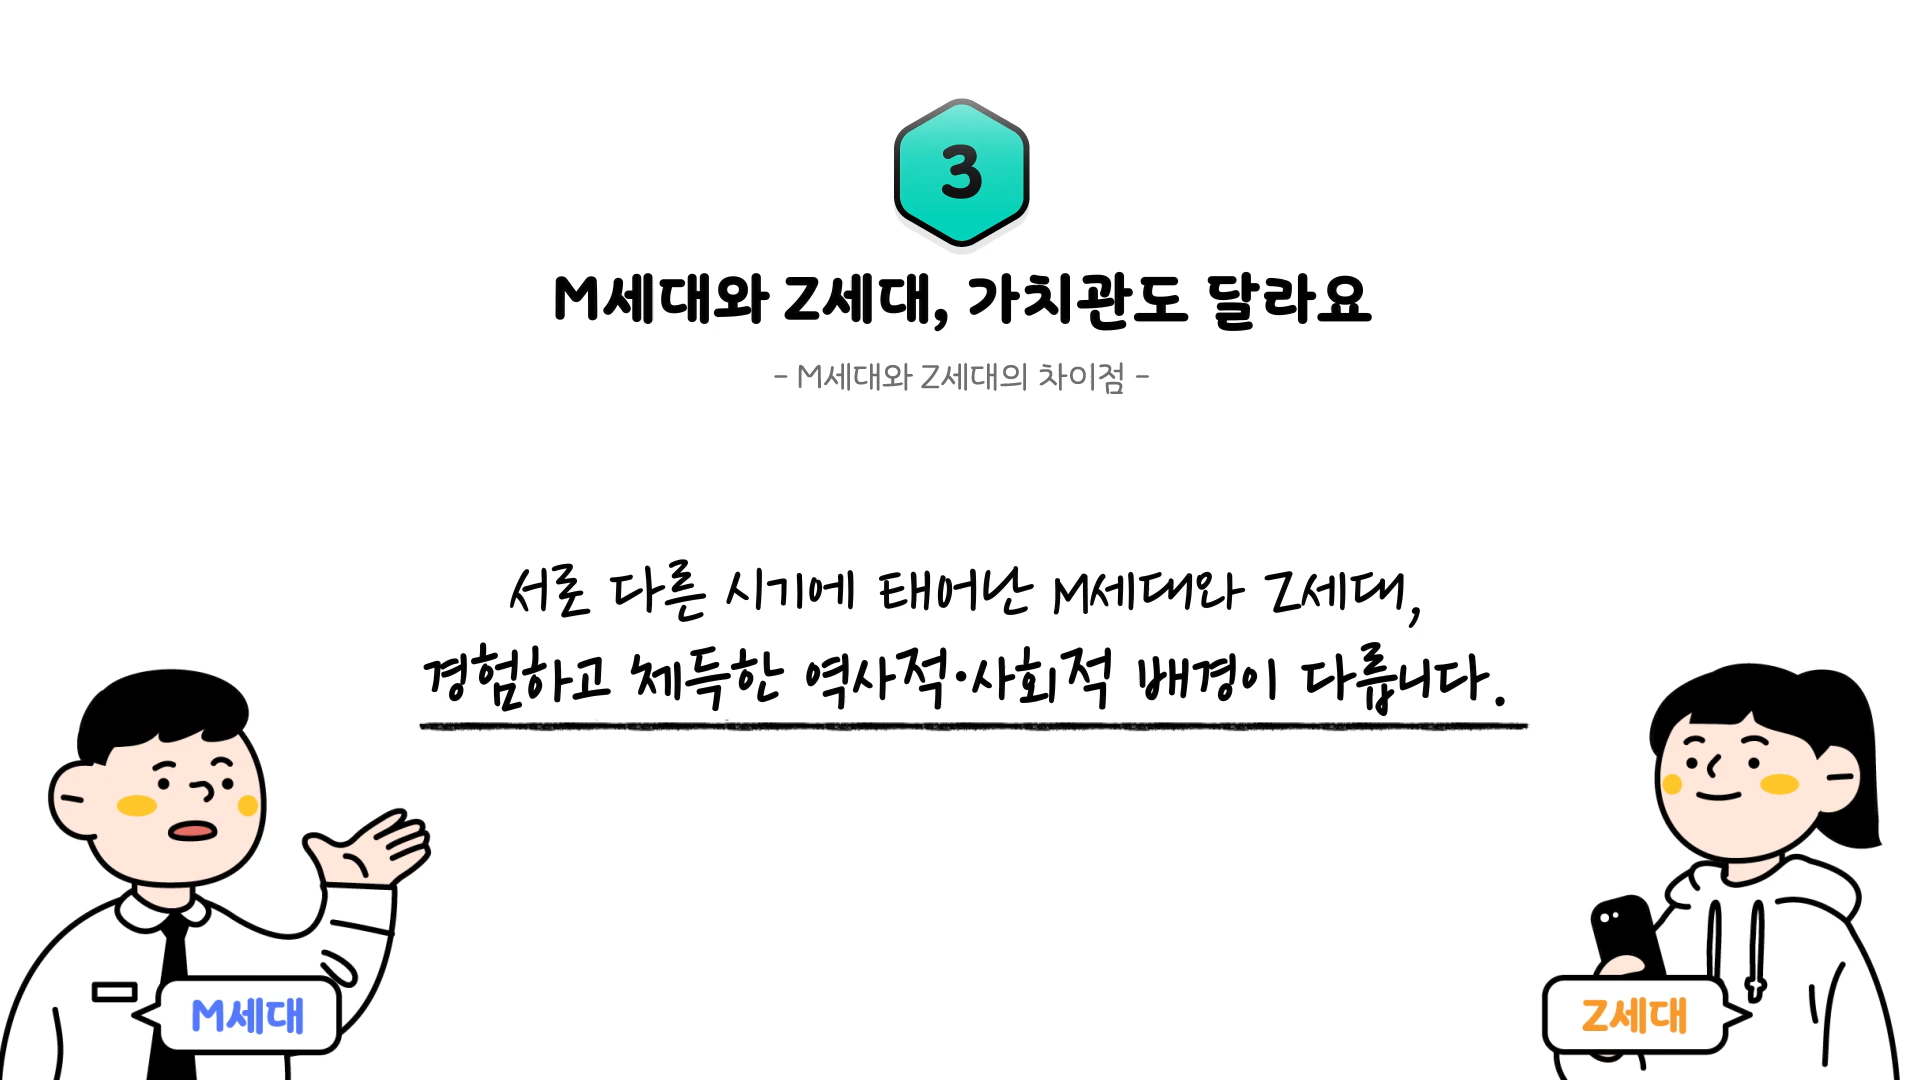 3
M세대와 Z세대, 가치관도 달라요
- M세대와 Z세대의 차이점 -
서로 다른 시기에 태어난 M세대와 Z세대,
경험하고 체득한 역사적·사회적 배경이 다릅니다.
M세대
Z세대